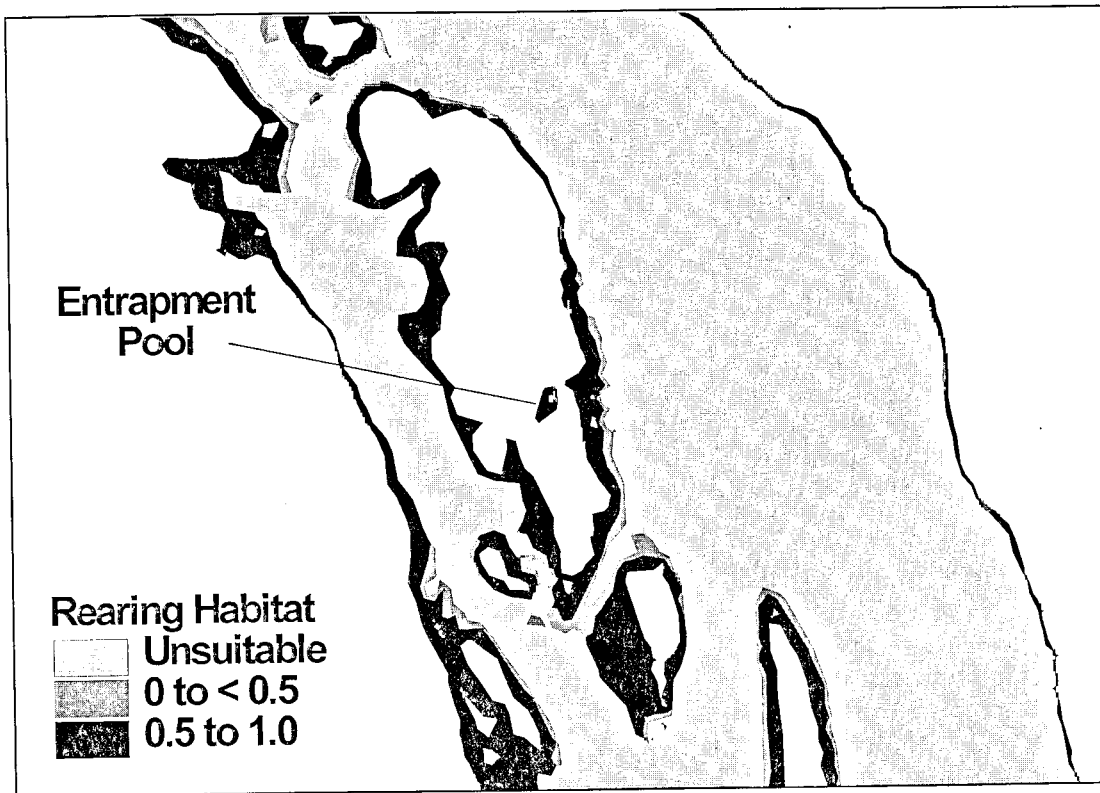 Entrapment
Pool
Rearing Habitat
Unsuitable
0 to < 0.5
0.5 to 1.0